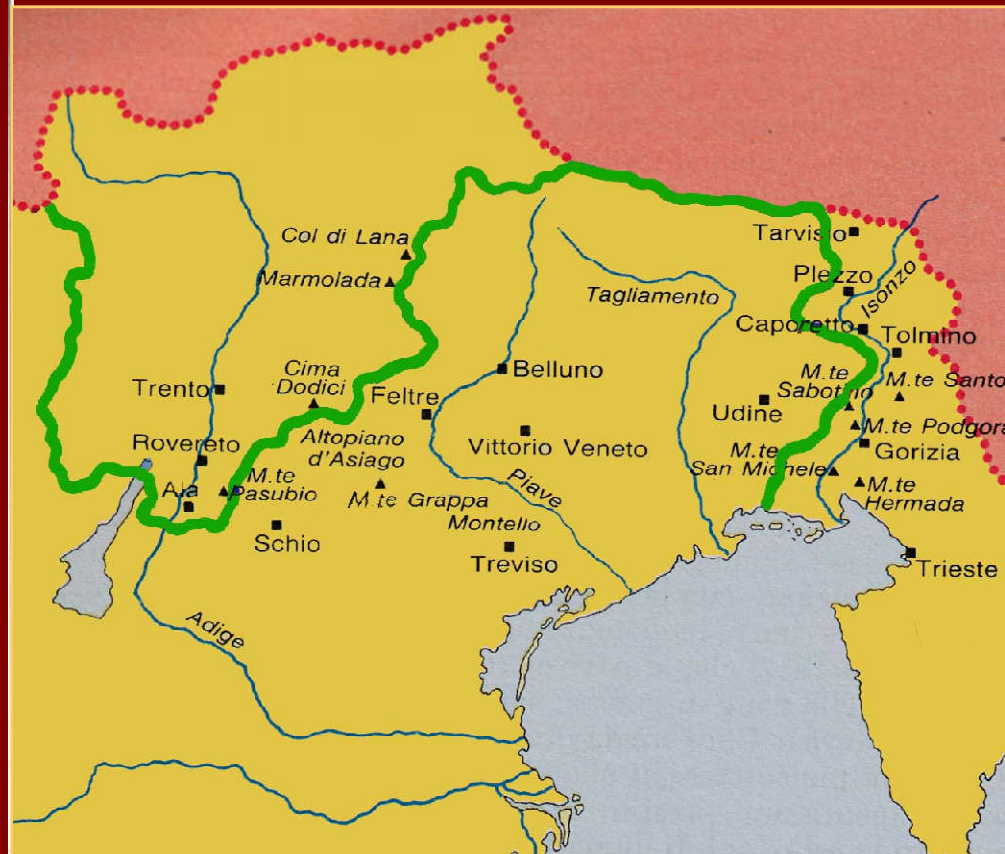 Col di Lana
Marmolada
Cima
Dodici
Trento
Rovereto
Ala
M.te
Pasubio
Altopiano
d'Asiago
Feltre
Belluno
Vittorio Veneto
M.te Grappa
Montello
Schio
Treviso
Piave
Adige
Tagliamento
Tarvisio
Plezzo
Isonzo
Caporetto
Tolmino
M.te
Sabotino
M.te Santo
Udine
M.te Podgora
Gorizia
M.te
San Michele
M.te
Hermada
Trieste